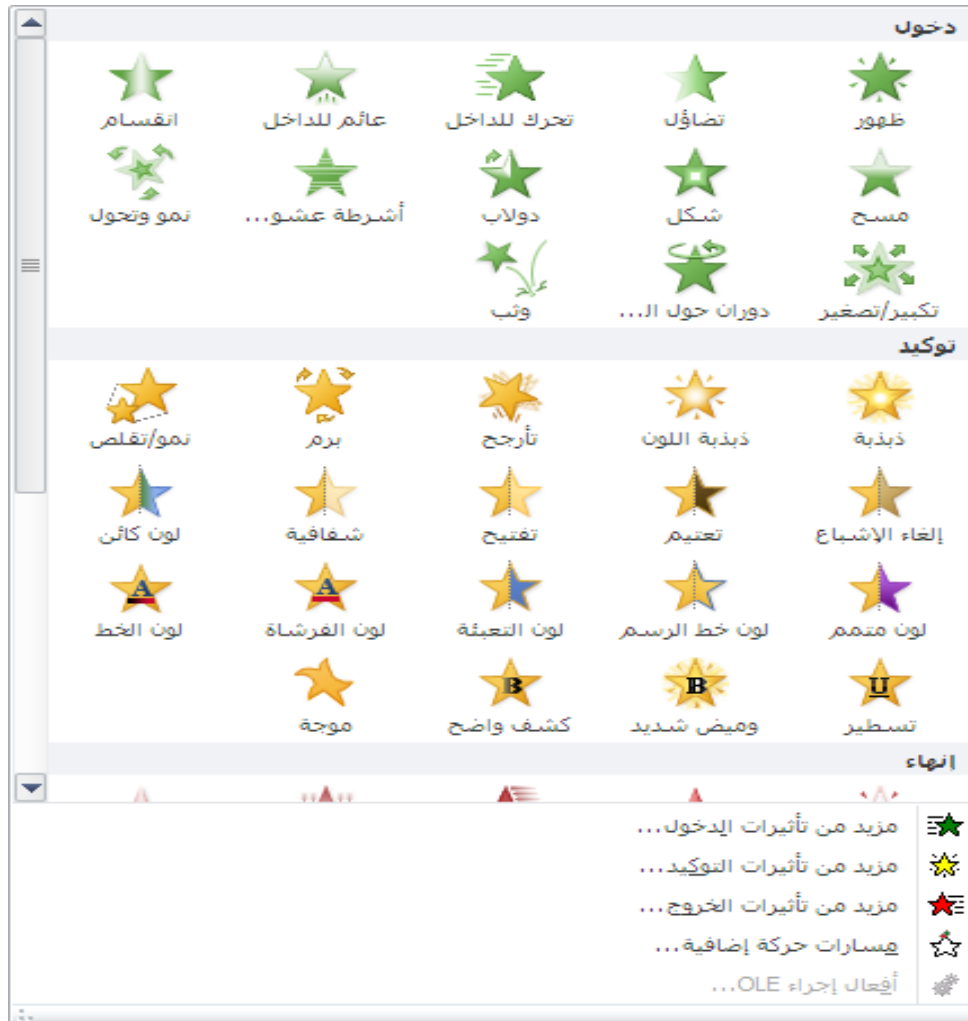 دخول
ظهور تضاؤل تحرك للداخل عائم للداخل انقسام
مسح شكل دولاب أشرطة عشو... نمو وتحول
تكبير/تصغير دوران حول ال... وثب
توكيد
ذبذبة ذبذبة اللون تأرجح برم نمو/تقلص
إلغاء الإشباع تعتيم تفتيح شفافية لون كائن
لون متمم لون خط الرسم لون التعبئة لون الفرشاة لون الخط
تسطير وميض شديد كشف واضح موجة
إنهاء
مزيد من تأثيرات الدخول...
مزيد من تأثيرات التوكيد...
مزيد من تأثيرات الخروج...
مسارات حركة إضافية...
أفعال إجراء OLE...